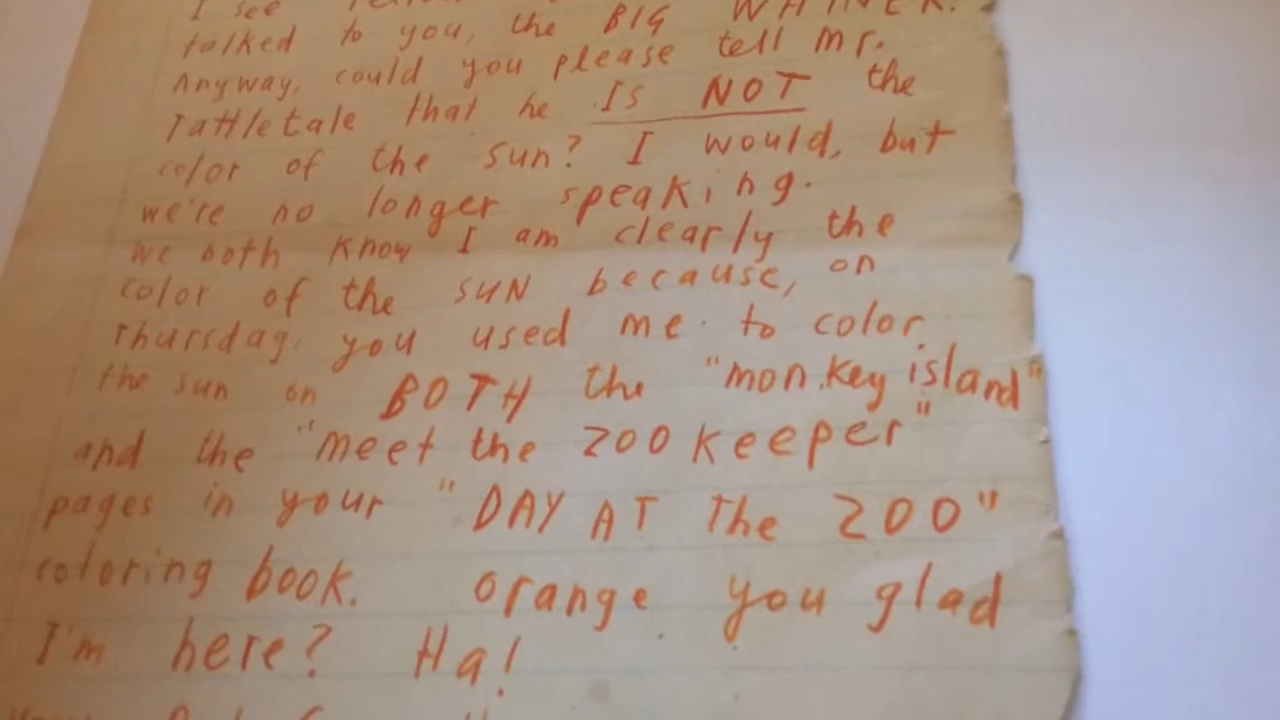 I see
talked to you, the BIG WHINER.
Anyway, could you please tell Mr.
Tattletale that he IS NOT the
color of the sun? I would, but
we're no longer speaking.
We both know I am clearly the
color of the SUN because, on
Thursday, you used me to color
the sun on BOTH the "monkey island"
and the "meet the zookeeper"
pages in your "DAY AT The ZOO"
coloring book. orange you glad
I'm here? Ha!